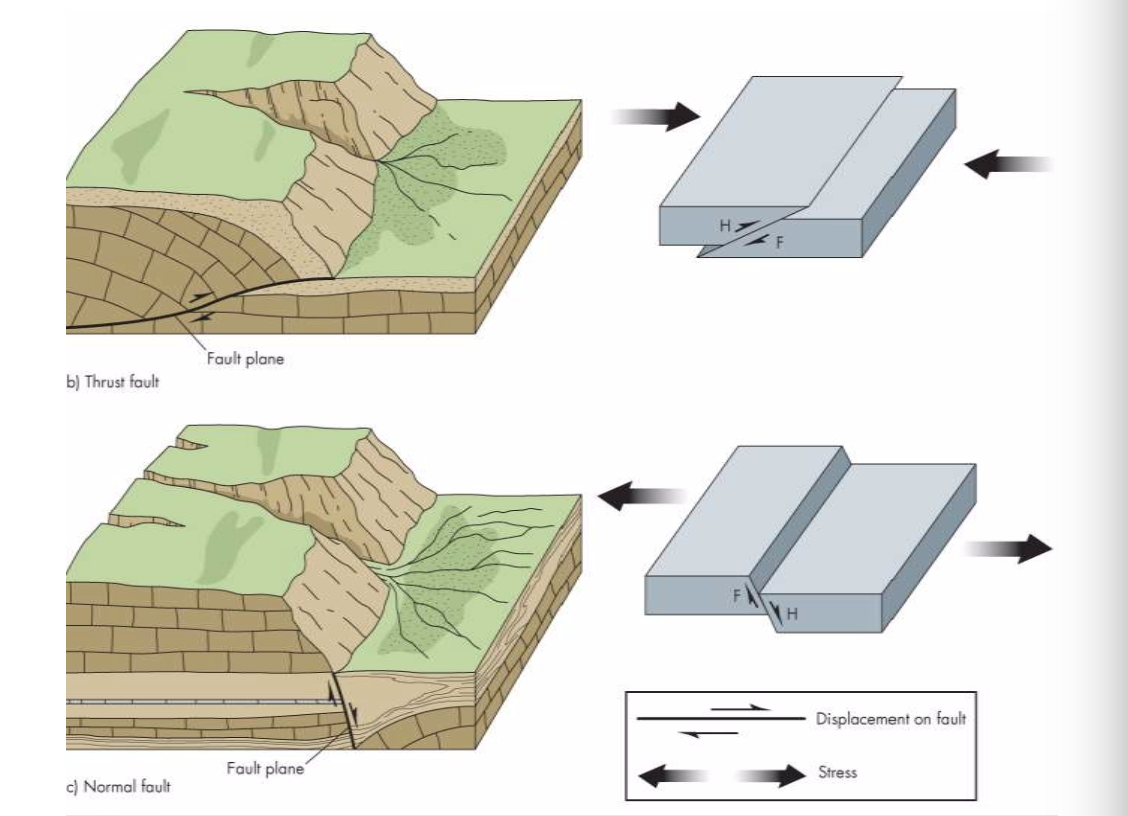 H
F
Fault plane
b) Thrust fault
F
H
Fault plane
c) Normal fault
Displacement on fault
Stress